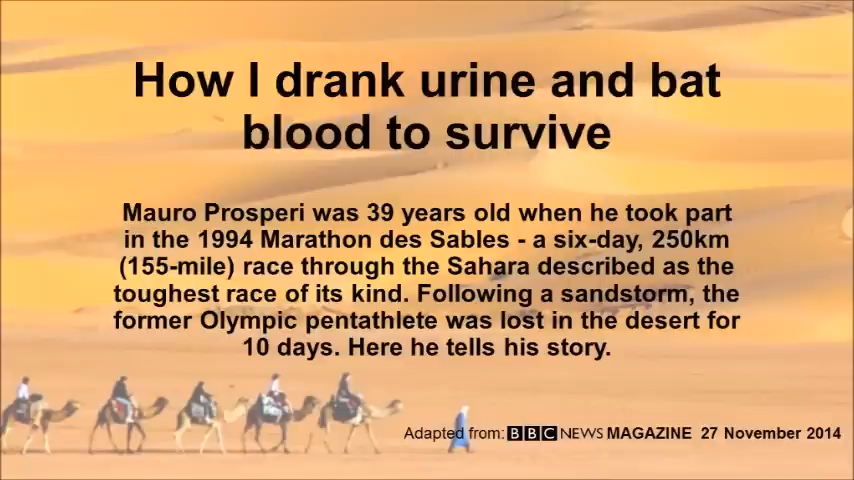 How I drank urine and bat
blood to survive
Mauro Prosperi was 39 years old when he took part
in the 1994 Marathon des Sables - a six-day, 250km
(155-mile) race through the Sahara described as the
toughest race of its kind. Following a sandstorm, the
former Olympic pentathlete was lost in the desert for
10 days. Here he tells his story.
Adapted from: BBC NEWS MAGAZINE 27 November 2014